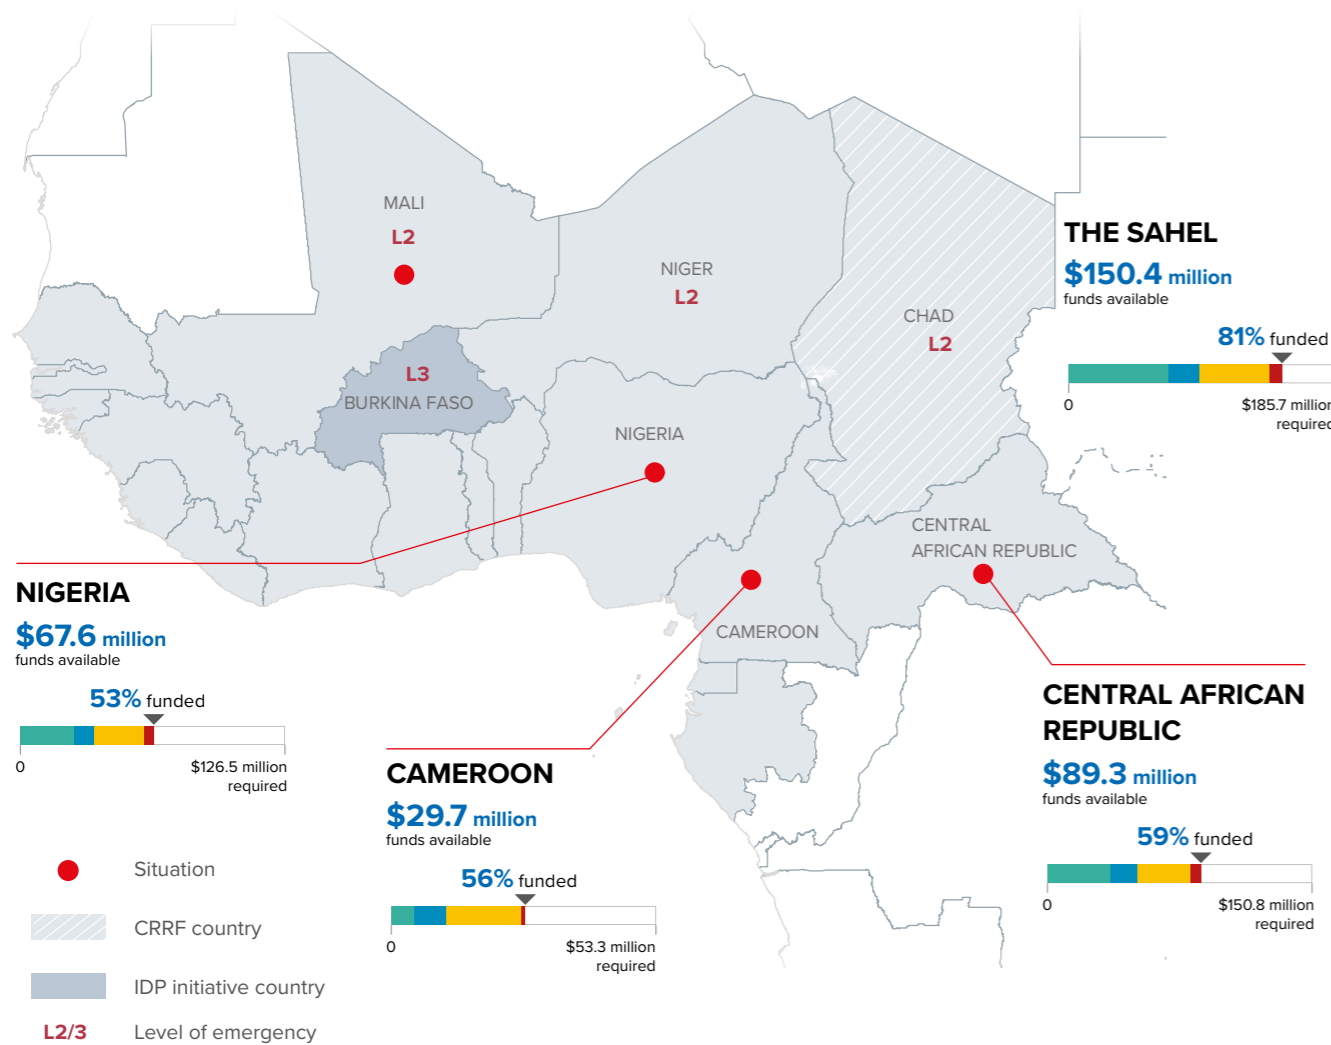 MALI
L2
NIGER
L2
CHAD
L2
L3
BURKINA FASO
NIGERIA
CENTRAL
AFRICAN REPUBLIC
CAMEROON
THE SAHEL
$150.4 million
funds available
81% funded
0
$185.7 million
required
NIGERIA
$67.6 million
funds available
53% funded
0
$126.5 million
required
CAMEROON
$29.7 million
funds available
56% funded
0
$53.3 million
required
CENTRAL AFRICAN
REPUBLIC
$89.3 million
funds available
59% funded
0
$150.8 million
required
Situation
CRRF country
IDP initiative country
L2/3 Level of emergency